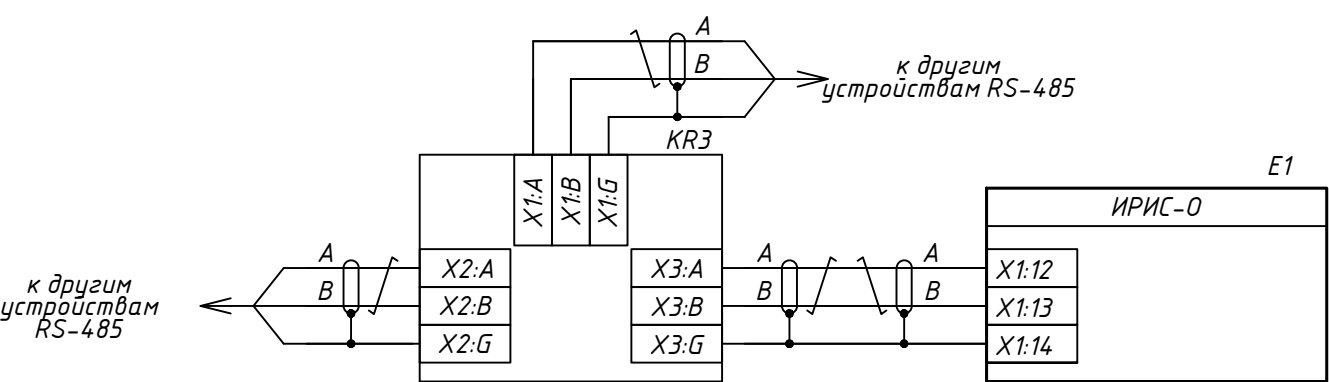 A
B
к другим
устройствам RS-485
KR3
X1:A
X1:B
X1:G
E1
ИРИС-О
A
X2:A
X3:A
A
A
X1:12
к другим
устройствам
RS-485
B
X2:B
X3:B
B
B
X1:13
X2:G
X3:G
X1:14